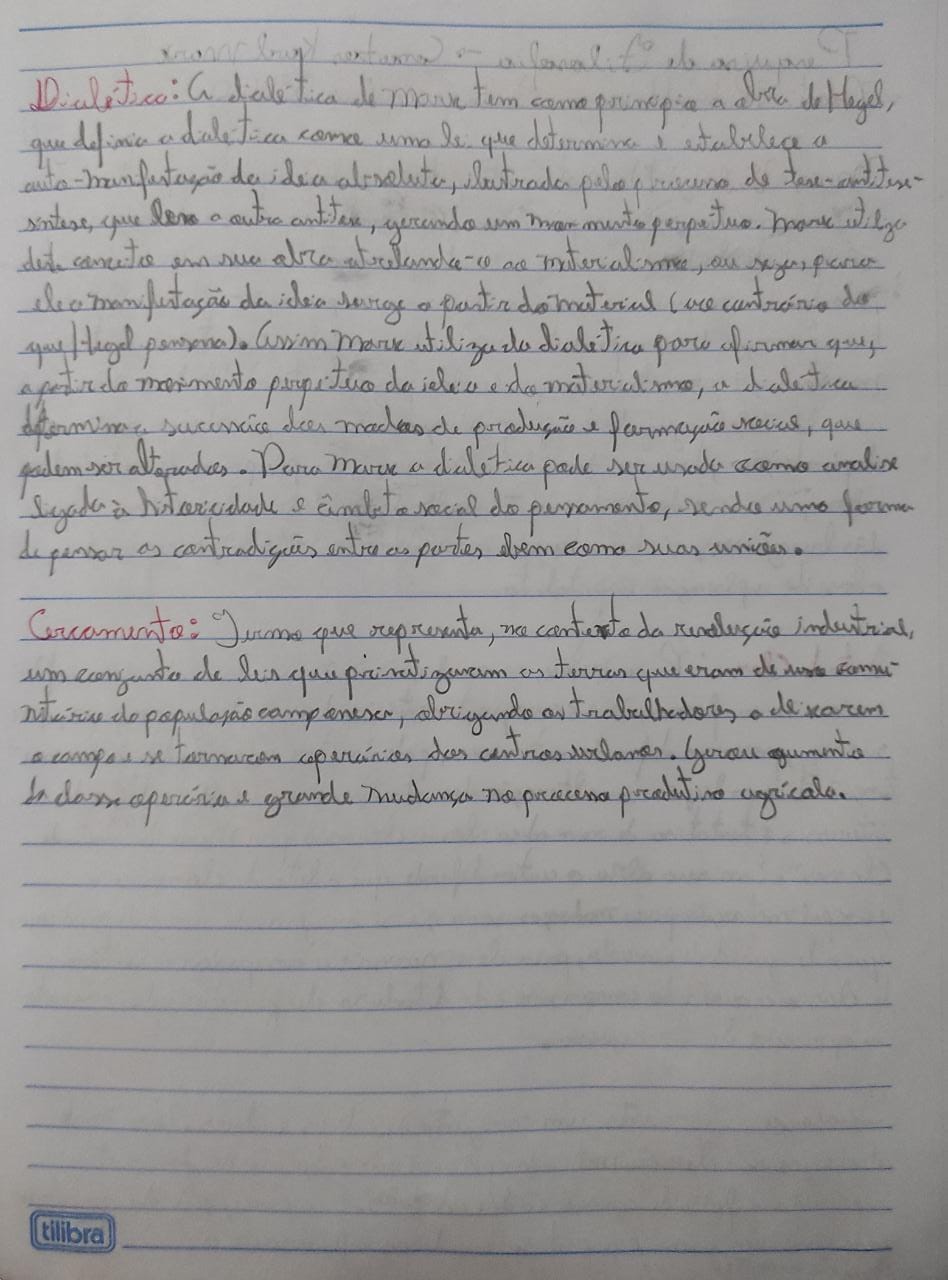 Dialética: A dialética de Marx tem como princípio a obra de Hegel,
que definia a dialética como uma lei que determina e estabelece a
auto-manifestação da ideia absoluta, ilustrada pelo processo de tese-antítese-
síntese, que leva a outra antítese, gerando um movimento perpétuo. Marx utiliza
deste conceito em sua obra atrelando-o ao materialismo, ou seja, para
ele a manifestação da ideia surge a partir do material (ao contrário do
que Hegel pensava). Assim Marx utiliza da dialética para afirmar que,
a partir do movimento perpétuo da ideia e do materialismo, a dialética
determina a sucessão dos modos de produção e formação sociais, que
podem ser alterados. Para Marx a dialética pode ser usada como analise
ligada à historicidade e âmbito social do pensamento, sendo uma forma
de pensar as contradições entre as partes, bem como suas uniões.
Cercamento: Termo que representa, no contexto da revolução industrial,
um conjunto de leis que privatizavam as terras que eram de uso comu-
nitário da população camponesa, obrigando os trabalhadores a deixarem
o campo e se tornarem operários dos centros urbanos. Gerou aumento
da classe operária e grande mudança no processo produtivo agrícola.
tilibra